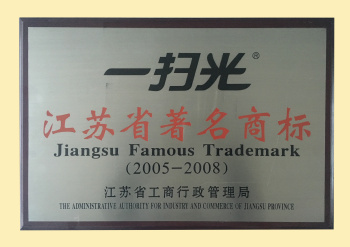 一扫光®
江苏省著名商标
Jiangsu Famous Trademark
(2005-2008)
江苏省工商行政管理局
THE ADMINISTRATIVE AUTHORITY FOR INDUSTRY AND COMMERCE OF JIANGSU PROVINCE